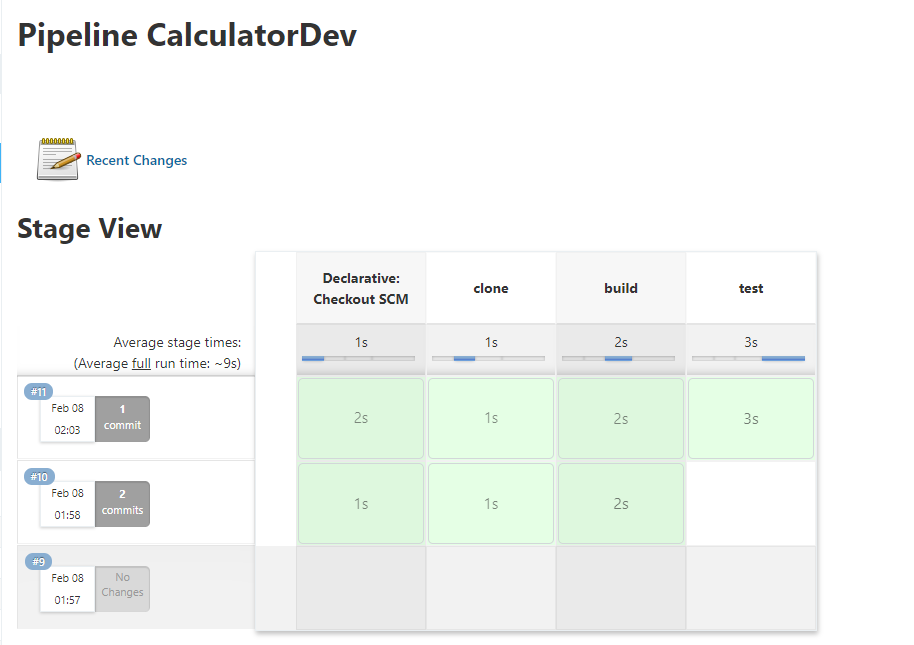 Pipeline CalculatorDev
Recent Changes
Stage View
Declarative:
Checkout SCM
clone
build
test
Average stage times:
(Average full run time: ~9s)
1s
1s
2s
3s
#11
Feb 08
02:03
1
commit
2s
1s
2s
3s
#10
Feb 08
01:58
2
commits
1s
1s
2s
#9
Feb 08
01:57
No
Changes